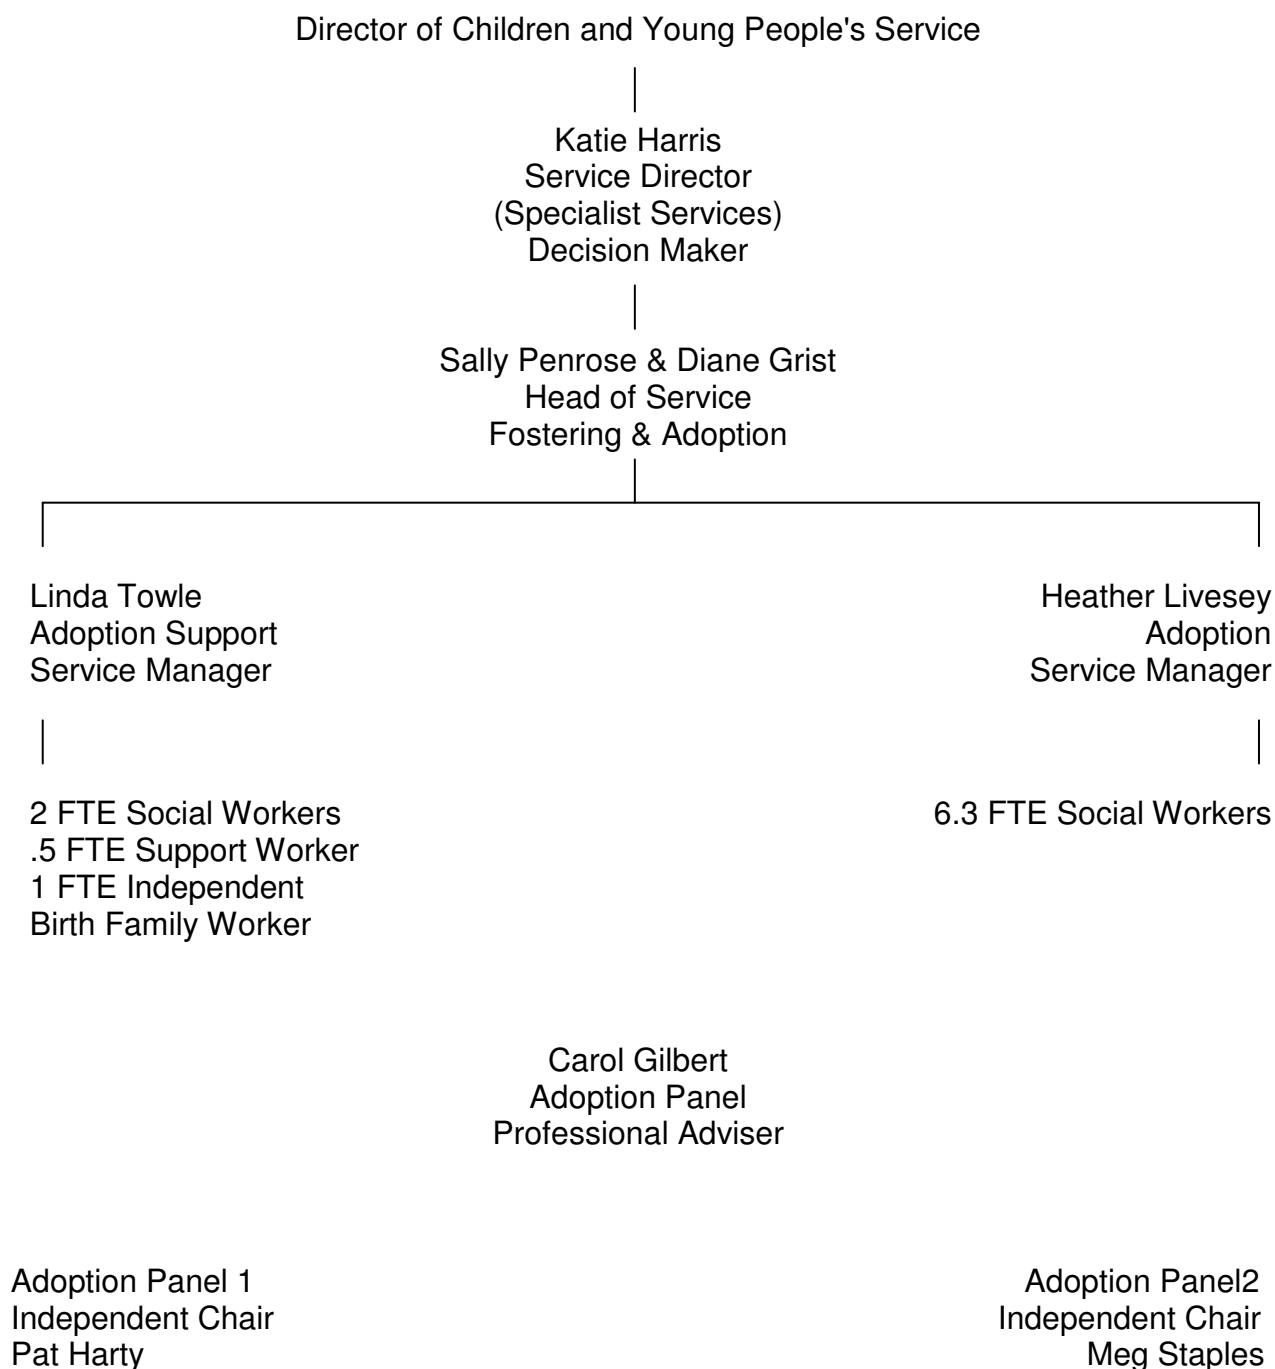 Director of Children and Young People's Service
Katie Harris
Service Director
(Specialist Services)
Decision Maker
Sally Penrose & Diane Grist
Head of Service
Fostering & Adoption
Linda Towle
Adoption Support
Service Manager
Heather Livesey
Adoption
Service Manager
2 FTE Social Workers
.5 FTE Support Worker
1 FTE Independent
Birth Family Worker
6.3 FTE Social Workers
Carol Gilbert
Adoption Panel
Professional Adviser
Adoption Panel 1
Independent Chair
Pat Harty
Adoption Panel2
Independent Chair
Meg Staples